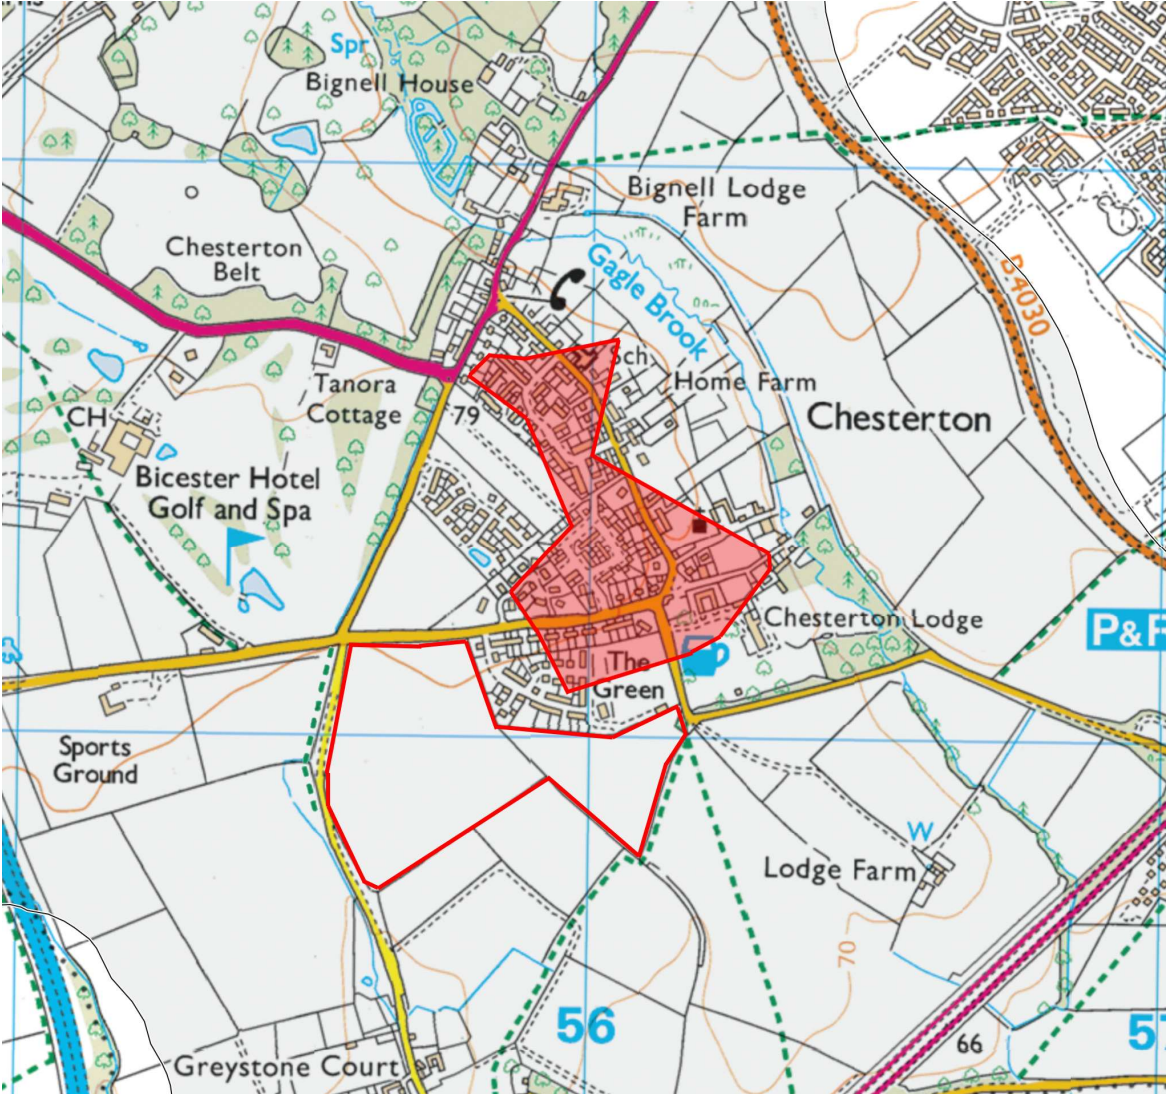 Spr
Bignell House
Bignell Lodge
Farm
Chesterton
Belt
Gagle Brook
B4030
Sch
Tanora
Cottage
Home Farm
79
CH
Chesterton
Bicester Hotel
Golf and Spa
Chesterton Lodge
P&R
The
Green
Sports
Ground
W
Lodge Farm
70
56
57
66
Greystone Court